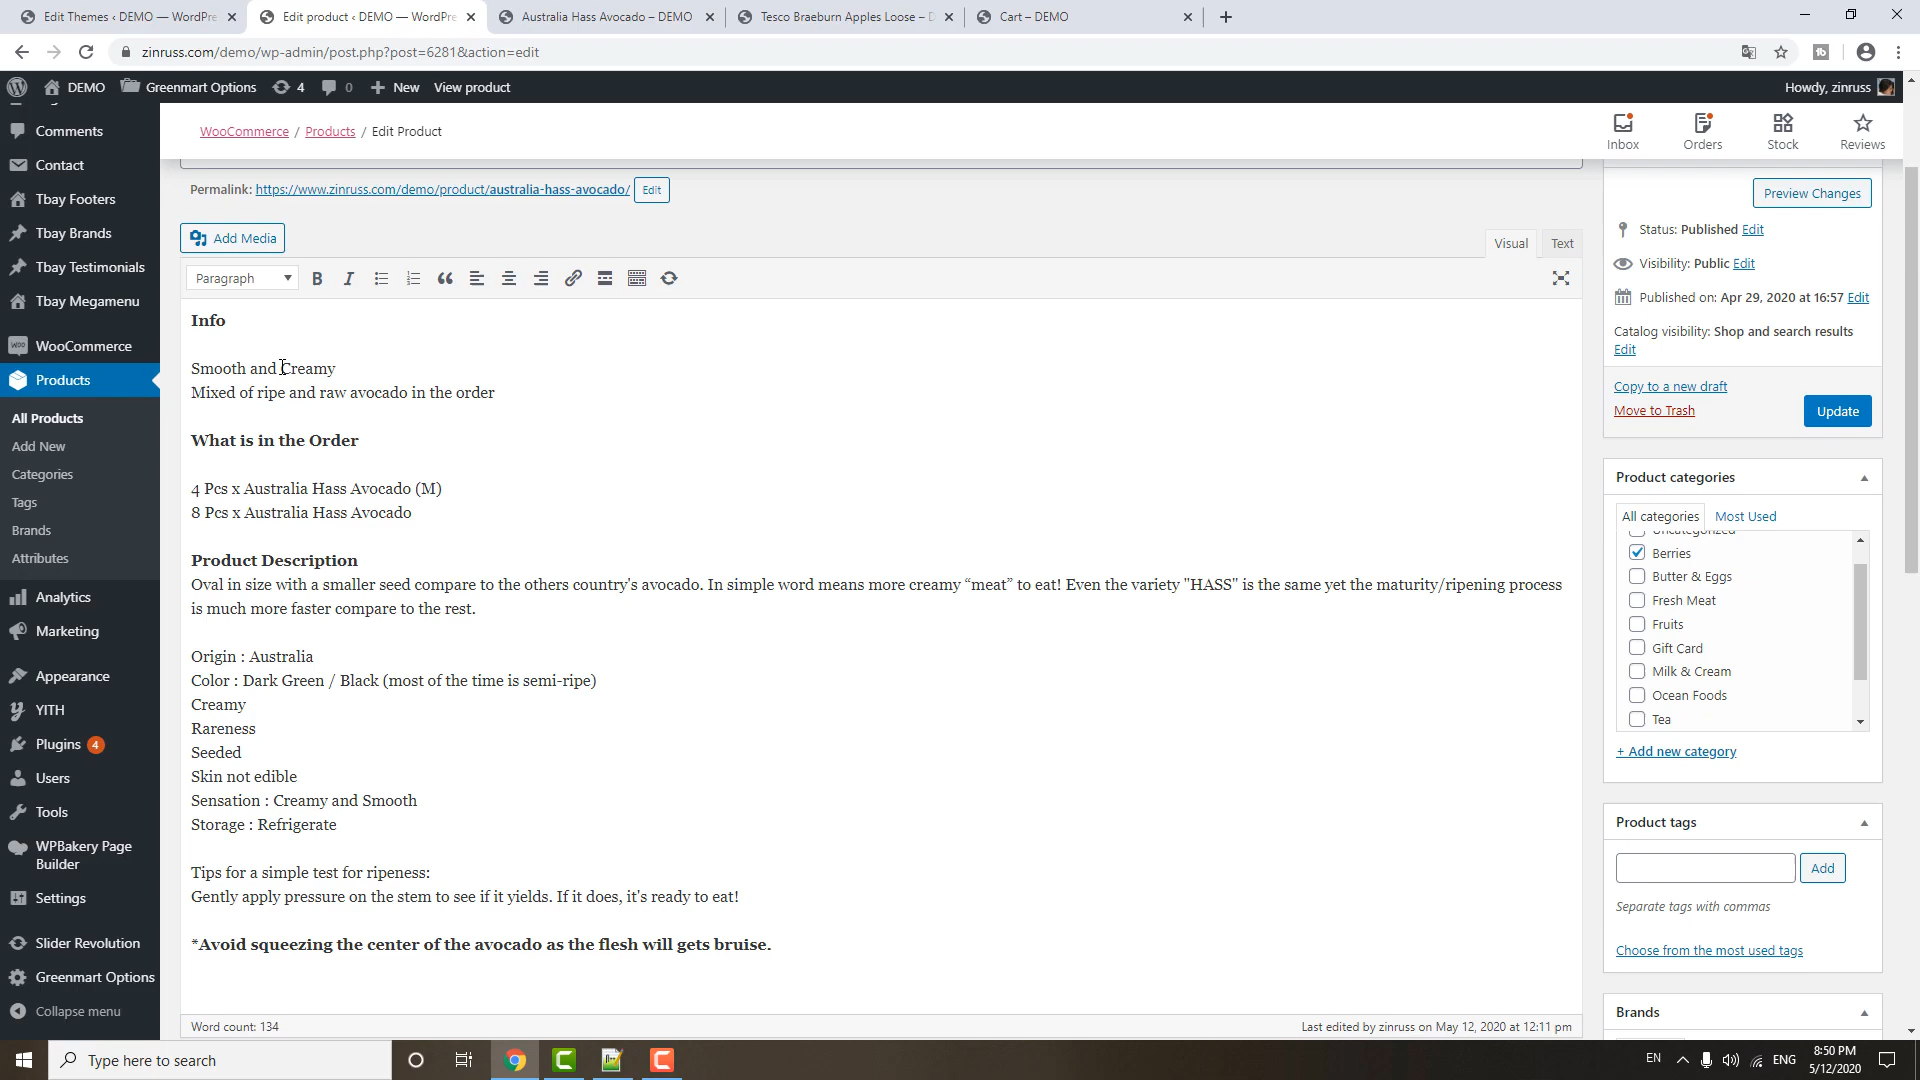 Edit Themes ‹ DEMO — WordPre
Edit product ‹ DEMO — WordPre
Australia Hass Avocado – DEMO
Tesco Braeburn Apples Loose – D
Cart – DEMO
zinruss.com/demo/wp-admin/post.php?post=6281&action=edit
DEMO
Greenmart Options
4
0
New
View product
Howdy, zinruss
Comments
Contact
Tbay Footers
Tbay Brands
Tbay Testimonials
Tbay Megamenu
WooCommerce
Products
All Products
Add New
Categories
Tags
Brands
Attributes
Analytics
Marketing
Appearance
YITH
Plugins 4
Users
Tools
WPBakery Page
Builder
Settings
Slider Revolution
Greenmart Options
Collapse menu
WooCommerce / Products / Edit Product
Inbox
Orders
Stock
Reviews
Permalink: https://www.zinruss.com/demo/product/australia-hass-avocado/ Edit
Add Media
Visual
Text
Paragraph
Info
Smooth and Creamy
Mixed of ripe and raw avocado in the order
What is in the Order
4 Pcs x Australia Hass Avocado (M)
8 Pcs x Australia Hass Avocado
Product Description
Oval in size with a smaller seed compare to the others country's avocado. In simple word means more creamy “meat” to eat! Even the variety "HASS" is the same yet the maturity/ripening process
is much more faster compare to the rest.
Origin : Australia
Color : Dark Green / Black (most of the time is semi-ripe)
Creamy
Rareness
Seeded
Skin not edible
Sensation : Creamy and Smooth
Storage : Refrigerate
Tips for a simple test for ripeness:
Gently apply pressure on the stem to see if it yields. If it does, it's ready to eat!
*Avoid squeezing the center of the avocado as the flesh will gets bruise.
Word count: 134
Last edited by zinruss on May 12, 2020 at 12:11 pm
Preview Changes
Status: Published Edit
Visibility: Public Edit
Published on: Apr 29, 2020 at 16:57 Edit
Catalog visibility: Shop and search results
Edit
Copy to a new draft
Move to Trash
Update
Product categories
All categories
Most Used
Uncategorized
Berries
Butter & Eggs
Fresh Meat
Fruits
Gift Card
Milk & Cream
Ocean Foods
Tea
+ Add new category
Product tags
Add
Separate tags with commas
Choose from the most used tags
Brands
Type here to search
EN
ENG
8:50 PM
5/12/2020